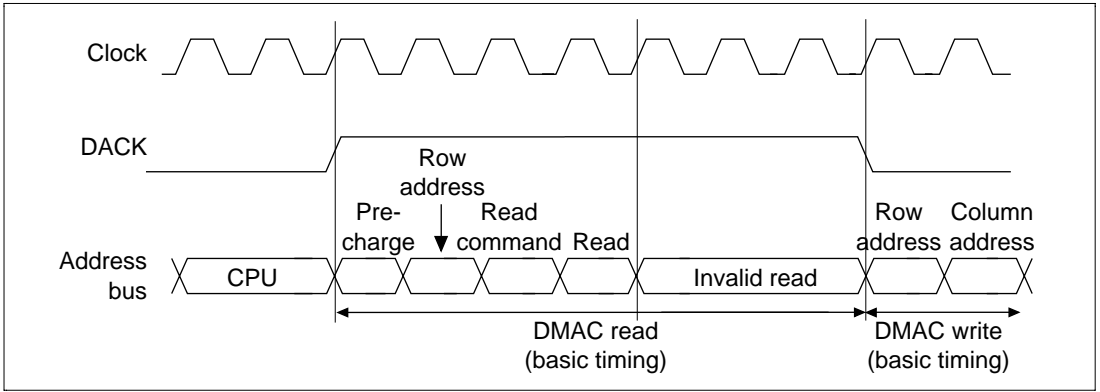 Clock
DACK
Row
address
Pre-
charge
Read
command
Read
Row
address
Column
address
Address
bus
CPU
Invalid read
DMAC read
(basic timing)
DMAC write
(basic timing)